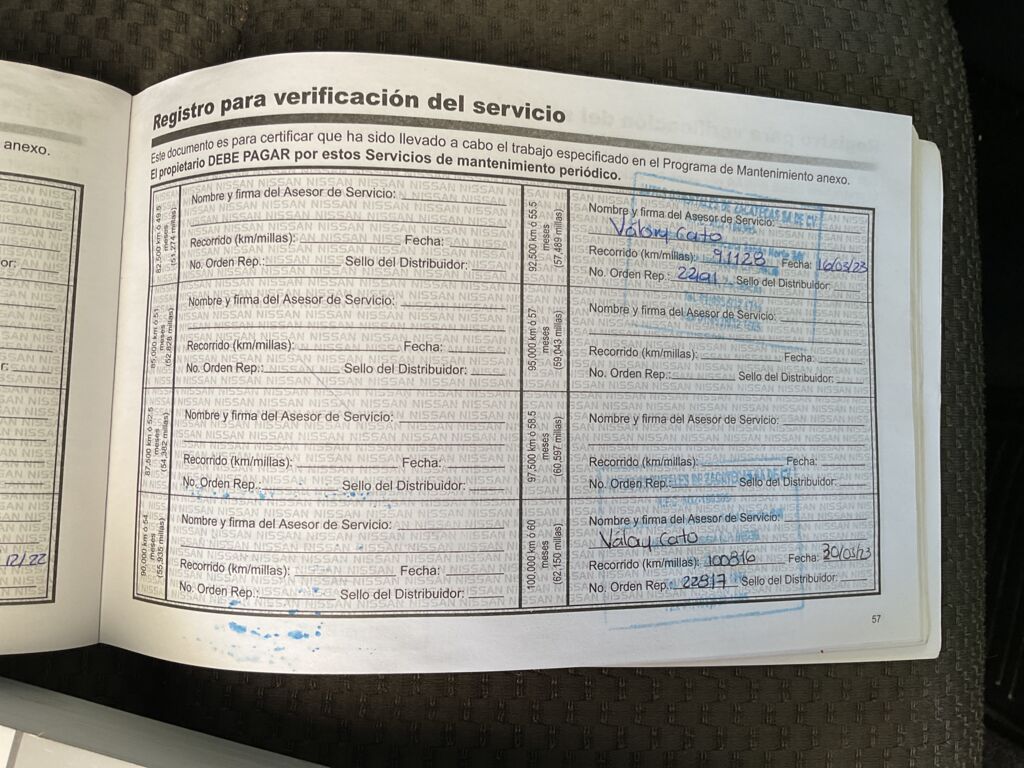 anexo.
12/22
Registro para verificación del servicio
Este documento es para certificar que ha sido llevado a cabo el trabajo especificado en el Programa de Mantenimiento anexo.
El propietario DEBE PAGAR por estos Servicios de mantenimiento periódico.
82,500 km ó 49.5
meses
(51,274 millas)
Nombre y firma del Asesor de Servicio:
Recorrido (km/millas): Fecha:
No. Orden Rep.: Sello del Distribuidor:
85,000 km ó 51
meses
(52,828 millas)
Nombre y firma del Asesor de Servicio:
Recorrido (km/millas): Fecha:
No. Orden Rep.: Sello del Distribuidor:
87,500 km ó 52.5
meses
(54,382 millas)
Nombre y firma del Asesor de Servicio:
Recorrido (km/millas): Fecha:
No. Orden Rep.: Sello del Distribuidor:
90,000 km ó 54
meses
(55,935 millas)
Nombre y firma del Asesor de Servicio:
Recorrido (km/millas): Fecha:
No. Orden Rep.: Sello del Distribuidor:
92,500 km ó 55.5
meses
(57,489 millas)
DE ZACATECAS SA DE CV
Nombre y firma del Asesor de Servicio:
Cato
Recorrido (km/millas): 91128 Fecha: 16/03/23
No. Orden Rep.: Sello del Distribuidor:
95,000 km ó 57
meses
(59,043 millas)
Nombre y firma del Asesor de Servicio:
Recorrido (km/millas): Fecha:
No. Orden Rep.: Sello del Distribuidor:
97,500 km ó 58.5
meses
(60,597 millas)
Nombre y firma del Asesor de Servicio:
Recorrido (km/millas): Fecha:
No. Orden Rep.: Sello del Distribuidor:
100,000 km ó 60
meses
(62,150 millas)
Nombre y firma del Asesor de Servicio:
Cato
Recorrido (km/millas): 100816 Fecha: 30/03/23
No. Orden Rep.: 22817 Sello del Distribuidor:
57